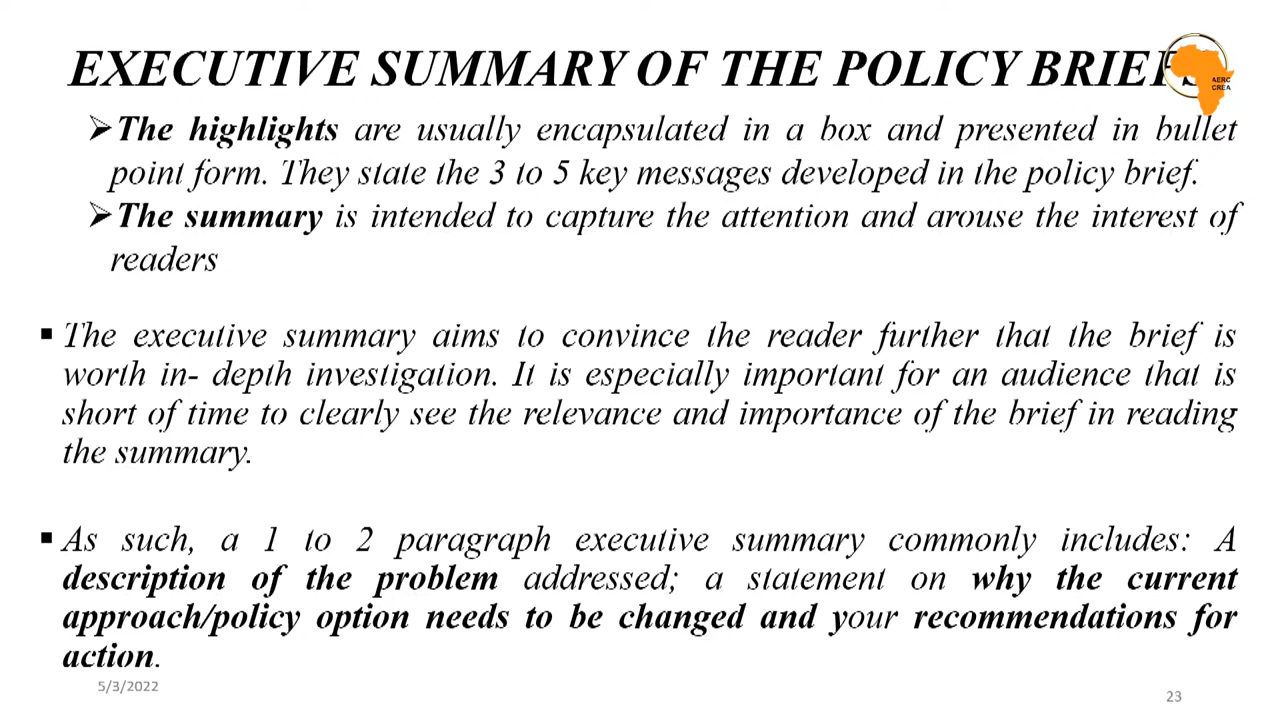 EXECUTIVE SUMMARY OF THE POLICY BRIEFS
AERC
CREA
➢The highlights are usually encapsulated in a box and presented in bullet
point form. They state the 3 to 5 key messages developed in the policy brief.
➢The summary is intended to capture the attention and arouse the interest of
readers
▪ The executive summary aims to convince the reader further that the brief is
worth in- depth investigation. It is especially important for an audience that is
short of time to clearly see the relevance and importance of the brief in reading
the summary.
▪ As such, a 1 to 2 paragraph executive summary commonly includes: A
description of the problem addressed; a statement on why the current
approach/policy option needs to be changed and your recommendations for
action.
5/3/2022
23